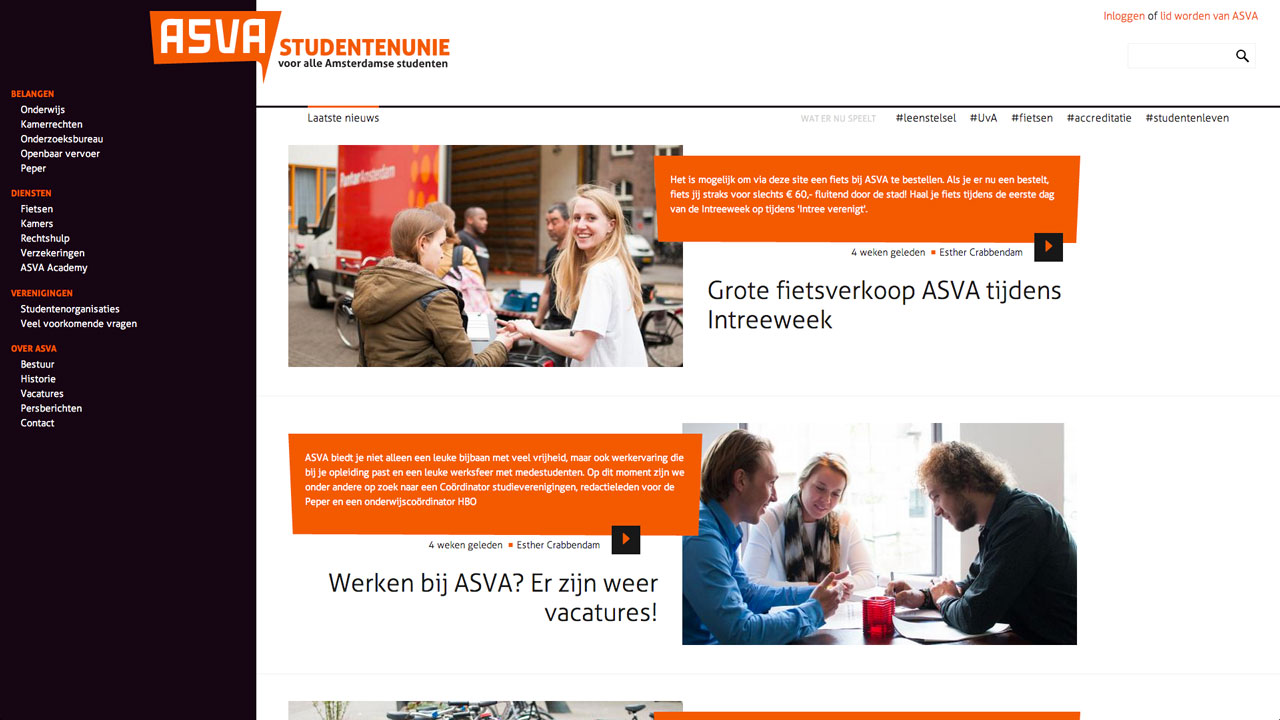 ASVA
STUDENTENUNIE
voor alle Amsterdamse studenten
Inloggen of lid worden van ASVA
BELANGEN
Onderwijs
Kamerrechten
Onderzoeksbureau
Openbaar vervoer
Peper
DIENSTEN
Fietsen
Kamers
Rechtshulp
Verzekeringen
ASVA Academy
VERENIGINGEN
Studentenorganisaties
Veel voorkomende vragen
OVER ASVA
Bestuur
Historie
Vacatures
Persberichten
Contact
Laatste nieuws
WAT ER NU SPEELT #leenstelsel #UvA #fietsen #accreditatie #studentenleven
Het is mogelijk om via deze site een fiets bij ASVA te bestellen. Als je er nu een bestelt,
fiets jij straks voor slechts € 60,- fluitend door de stad! Haal je fiets tijdens de eerste dag
van de Intreeweek op tijdens 'Intree verenigt'.
4 weken geleden ▪ Esther Crabbendam
Grote fietsverkoop ASVA tijdens
Intreeweek
ASVA biedt je niet alleen een leuke bijbaan met veel vrijheid, maar ook werkervaring die
bij je opleiding past en een leuke werksfeer met medestudenten. Op dit moment zijn we
onder andere op zoek naar een Coördinator studieverenigingen, redactieleden voor de
Peper en een onderwijscoördinator HBO
4 weken geleden ▪ Esther Crabbendam
Werken bij ASVA? Er zijn weer
vacatures!